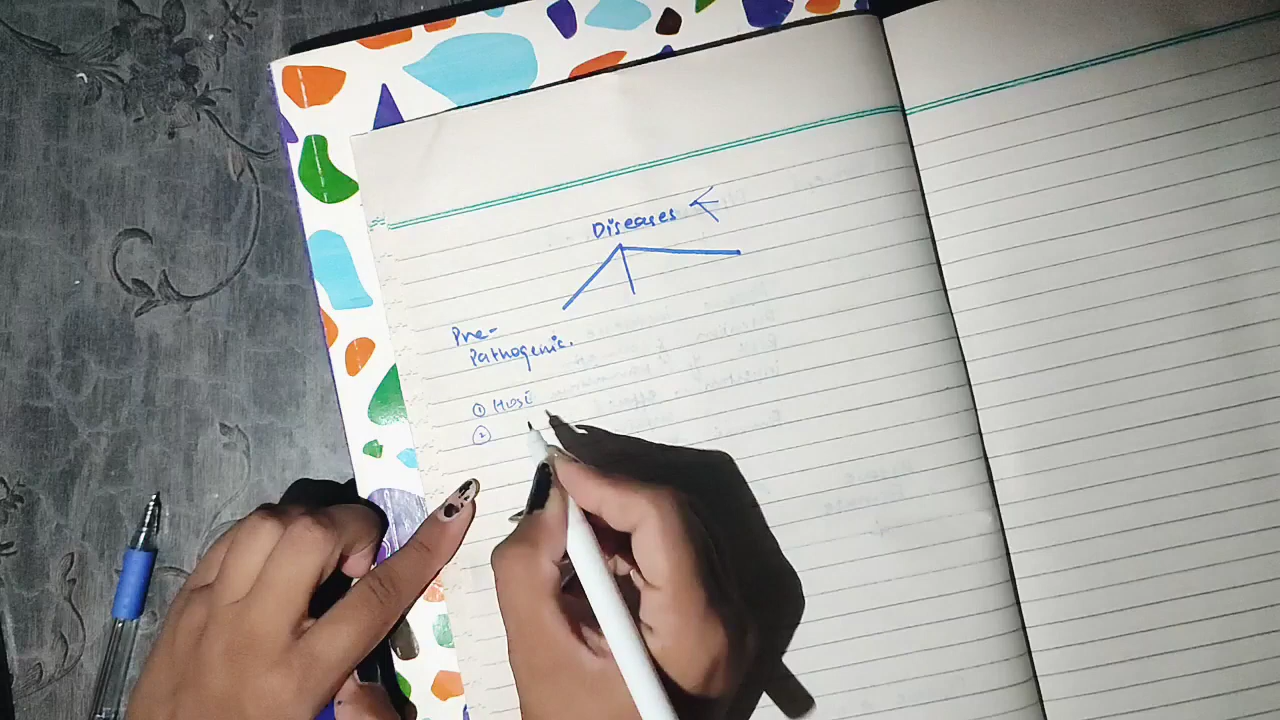 Diseases
Pre-
Pathogenic.
① Host
②